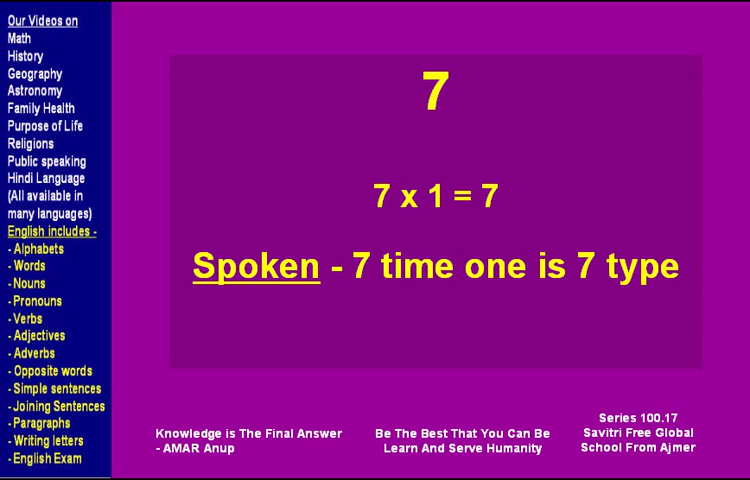 Our Videos on
Math
History
Geography
Astronomy
Family Health
Purpose of Life
Religions
Public speaking
Hindi Language
(All available in
many languages)
English includes -
- Alphabets
- Words
- Nouns
- Pronouns
- Verbs
- Adjectives
- Adverbs
- Opposite words
- Simple sentences
- Joining Sentences
- Paragraphs
- Writing letters
- English Exam
7
7 x 1 = 7
Spoken - 7 time one is 7 type
Knowledge is The Final Answer
- AMAR Anup
Be The Best That You Can Be
Learn And Serve Humanity
Series 100.17
Savitri Free Global
School From Ajmer